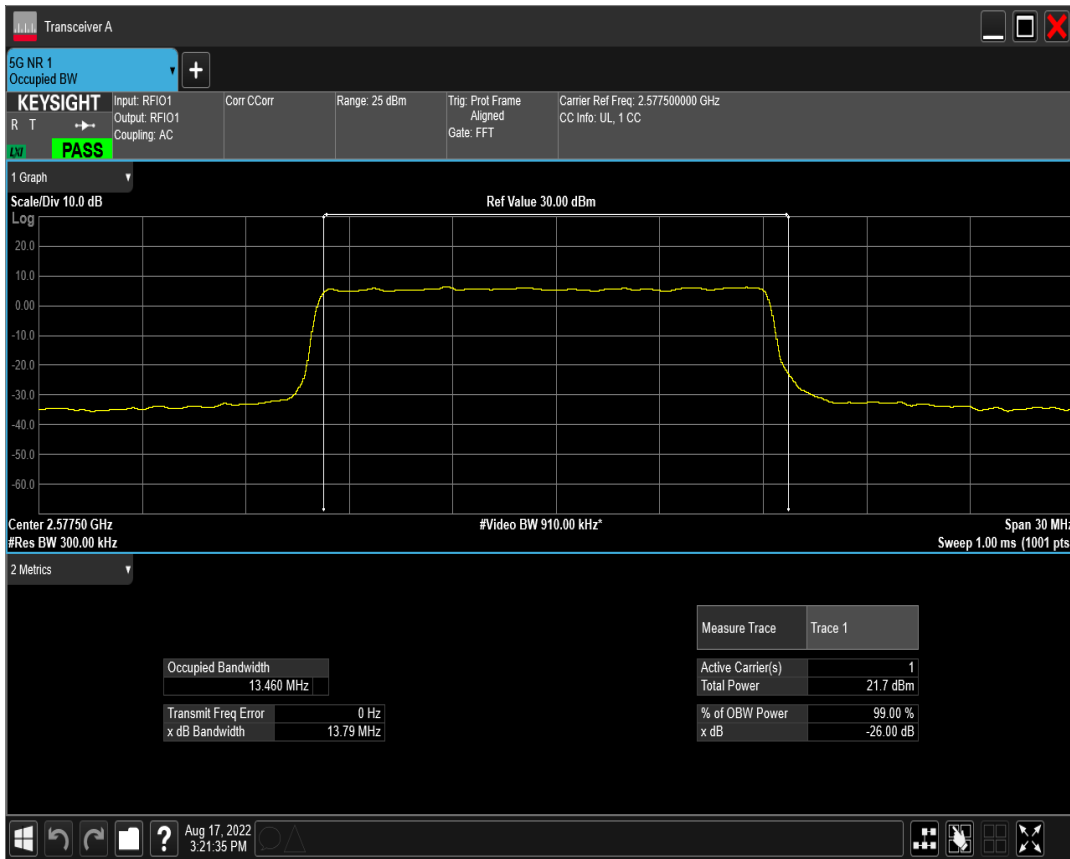 Transceiver A
5G NR 1
Occupied BW
KEYSIGHT
R T
LXI
PASS
Input: RFIO1
Output: RFIO1
Coupling: AC
Corr CCorr
Range: 25 dBm
Trig: Prot Frame
Aligned
Gate: FFT
Carrier Ref Freq: 2.577500000 GHz
CC Info: UL, 1 CC
1 Graph
Scale/Div 10.0 dB
Ref Value 30.00 dBm
Log
20.0
10.0
0.00
-10.0
-20.0
-30.0
-40.0
-50.0
-60.0
Center 2.57750 GHz
#Video BW 910.00 kHz*
Span 30 MHz
#Res BW 300.00 kHz
Sweep 1.00 ms (1001 pts
2 Metrics
Measure Trace Trace 1
Occupied Bandwidth
13.460 MHz
Active Carrier(s) 1
Total Power 21.7 dBm
Transmit Freq Error 0 Hz
x dB Bandwidth 13.79 MHz
% of OBW Power 99.00 %
x dB -26.00 dB
?
Aug 17, 2022
3:21:35 PM